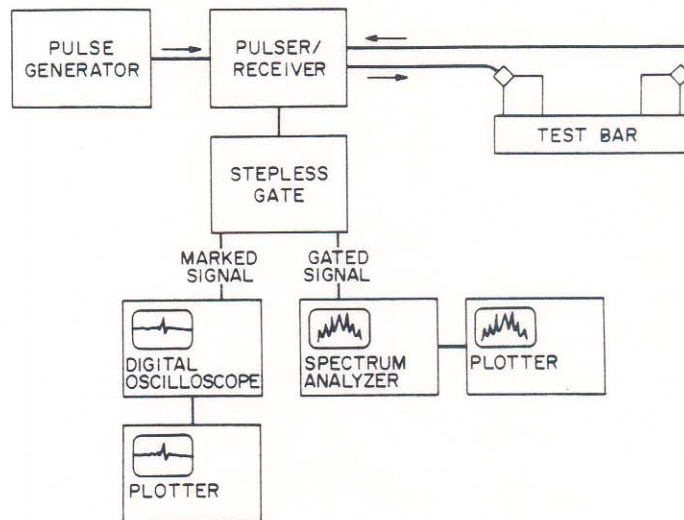 PULSE
GENERATOR
PULSER/
RECEIVER
TEST BAR
STEPLESS
GATE
MARKED
SIGNAL
GATED
SIGNAL
DIGITAL
OSCILLOSCOPE
SPECTRUM
ANALYZER
PLOTTER
PLOTTER